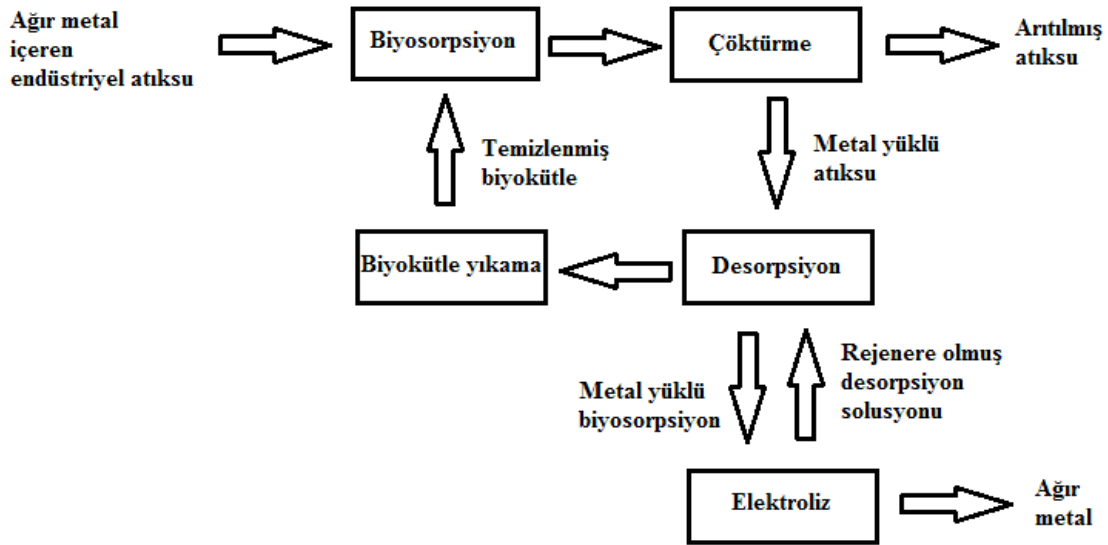 Ağır metal
içeren
endüstriyel atıksu
Biyosorpsiyon
Çöktürme
Arıtılmış
atıksu
Temizlenmiş
biyokütle
Metal yüklü
atıksu
Biyokütle yıkama
Desorpsiyon
Metal yüklü
biyosorpsiyon
Rejenere olmuş
desorpsiyon
solusyonu
Elektroliz
Ağır
metal